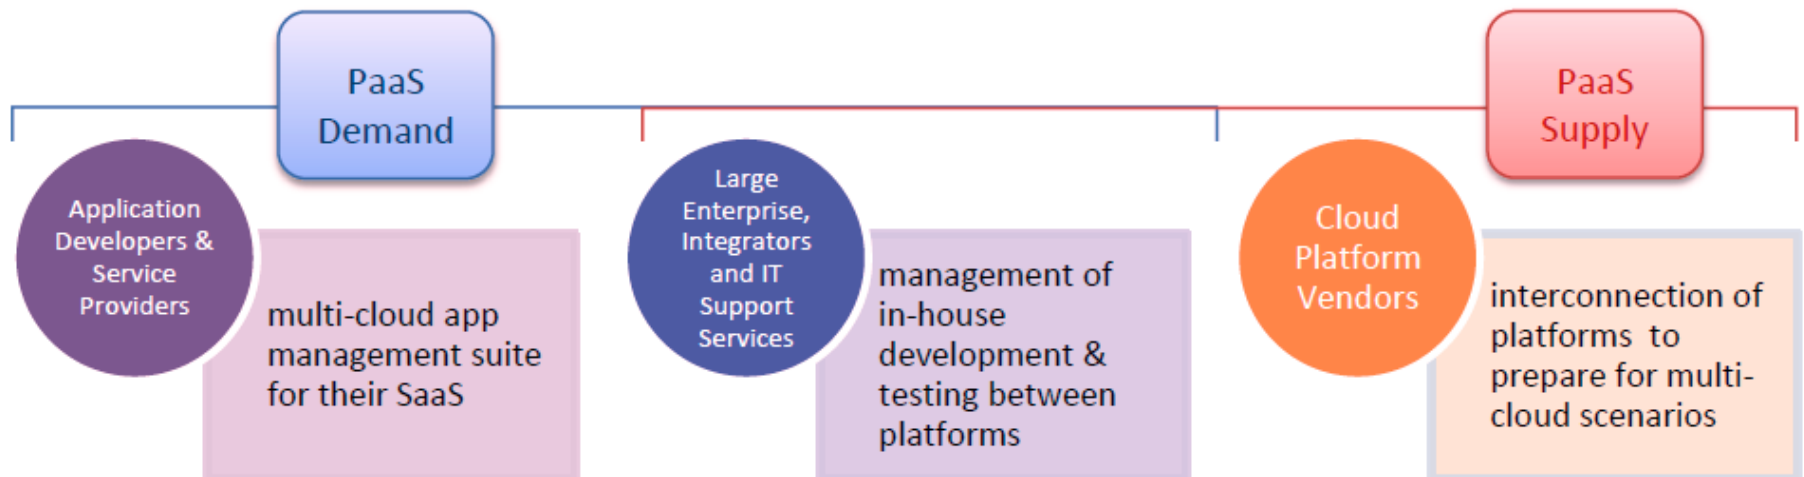 PaaS
Demand
PaaS
Supply
Application
Developers &
Service
Providers
multi-cloud app
management suite
for their SaaS
Large
Enterprise,
Integrators
and IT
Support
Services
management of
in-house
development &
testing between
platforms
Cloud
Platform
Vendors
interconnection of
platforms to
prepare for multi-
cloud scenarios